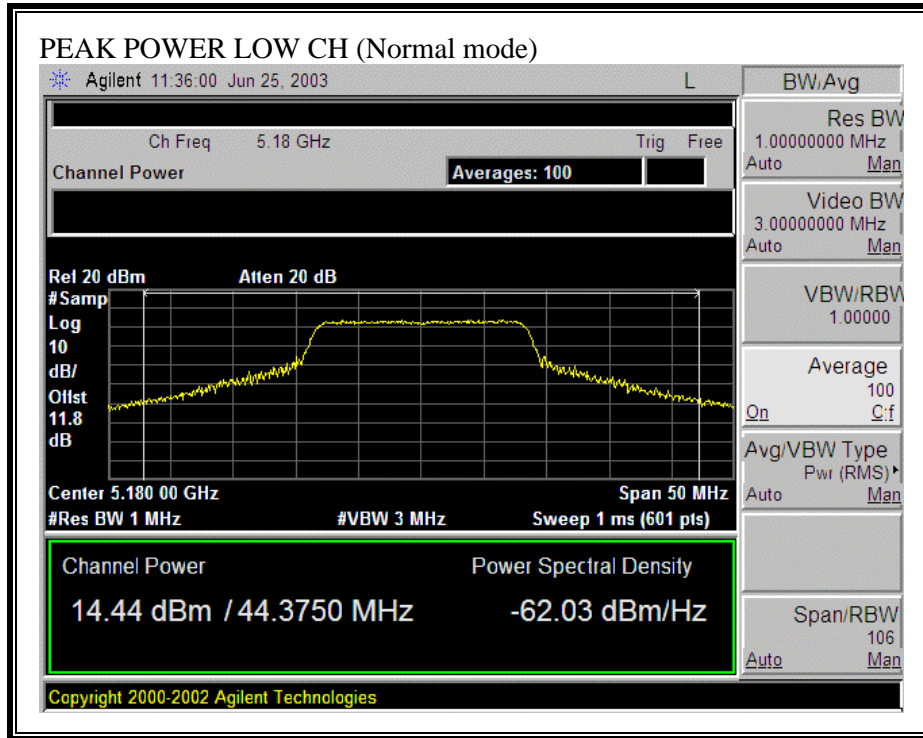 PEAK POWER LOW CH (Normal mode)
Agilent 11:36:00 Jun 25, 2003 L
Ch Freq 5.18 GHz Trig Free
Channel Power Averages: 100
Ref 20 dBm Atten 20 dB
#Samp
Log
10
dB/
Offst
11.8
dB
Center 5.180 00 GHz Span 50 MHz
#Res BW 1 MHz #VBW 3 MHz Sweep 1 ms (601 pts)
Channel Power Power Spectral Density
14.44 dBm / 44.3750 MHz -62.03 dBm/Hz
Copyright 2000-2002 Agilent Technologies
BW/Avg
Res BW
1.00000000 MHz
Auto Man
Video BW
3.00000000 MHz
Auto Man
VBW/RBW
1.00000
Average
100
On Off
Avg/VBW Type
Pwr (RMS)
Auto Man
Span/RBW
106
Auto Man